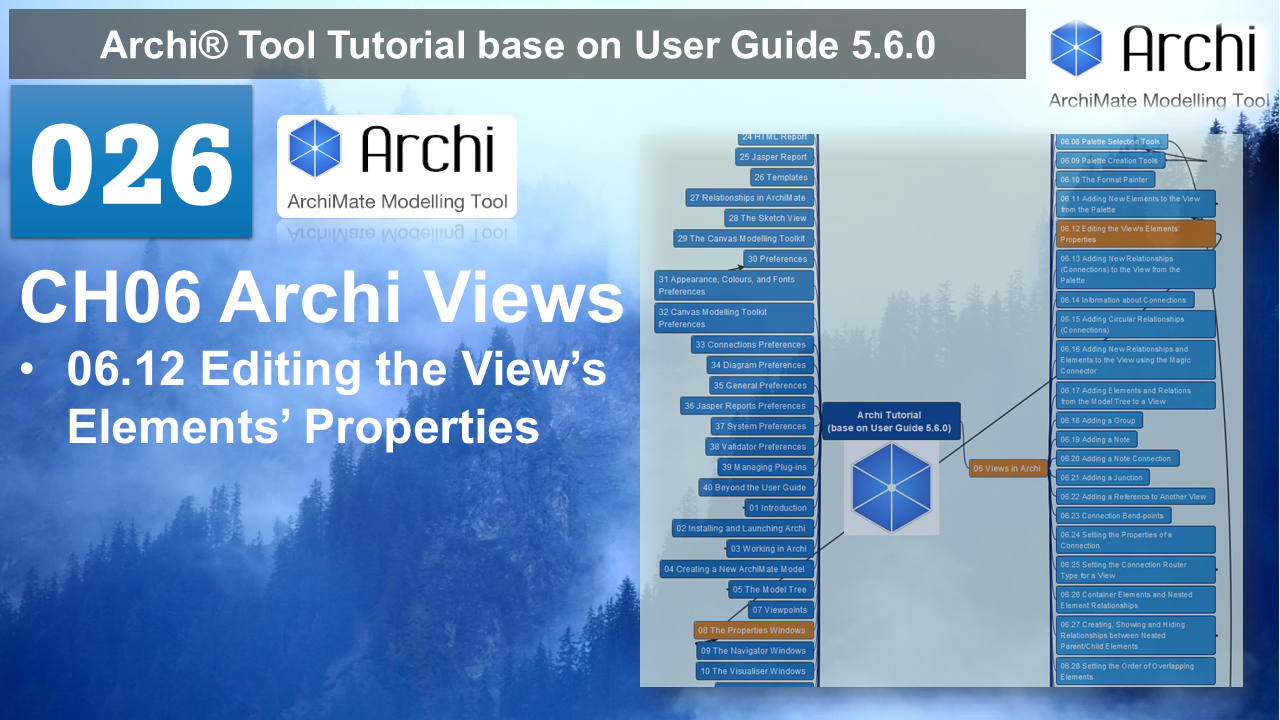 Archi® Tool Tutorial base on User Guide 5.6.0
Archi
ArchiMate Modelling Tool
026
Archi
ArchiMate Modelling Tool
CH06 Archi Views
• 06.12 Editing the View’s
Elements’ Properties
24 HTML Report
25 Jasper Report
26 Templates
27 Relationships in ArchiMate
28 The Sketch View
29 The Canvas Modelling Toolkit
30 Preferences
31 Appearance, Colours, and Fonts
Preferences
32 Canvas Modelling Toolkit
Preferences
33 Connections Preferences
34 Diagram Preferences
35 General Preferences
36 Jasper Reports Preferences
37 System Preferences
38 Validator Preferences
39 Managing Plug-ins
40 Beyond the User Guide
01 Introduction
02 Installing and Launching Archi
03 Working in Archi
04 Creating a New ArchiMate Model
05 The Model Tree
07 Viewpoints
08 The Properties Windows
09 The Navigator Windows
10 The Visualiser Windows
Archi Tutorial
(base on User Guide 5.6.0)
06 Views in Archi
06.08 Palette Selection Tools
06.09 Palette Creation Tools
06.10 The Format Painter
06.11 Adding New Elements to the View
from the Palette
06.12 Editing the View's Elements'
Properties
06.13 Adding New Relationships
(Connections) to the View from the
Palette
06.14 Information about Connections
06.15 Adding Circular Relationships
(Connections)
06.16 Adding New Relationships and
Elements to the View using the Magic
Connector
06.17 Adding Elements and Relations
from the Model Tree to a View
06.18 Adding a Group
06.19 Adding a Note
06.20 Adding a Note Connection
06.21 Adding a Junction
06.22 Adding a Reference to Another View
06.23 Connection Bend-points
06.24 Setting the Properties of a
Connection
06.25 Setting the Connection Router
Type for a View
06.26 Container Elements and Nested
Element Relationships
06.27 Creating, Showing and Hiding
Relationships between Nested
Parent/Child Elements
06.28 Setting the Order of Overlapping
Elements